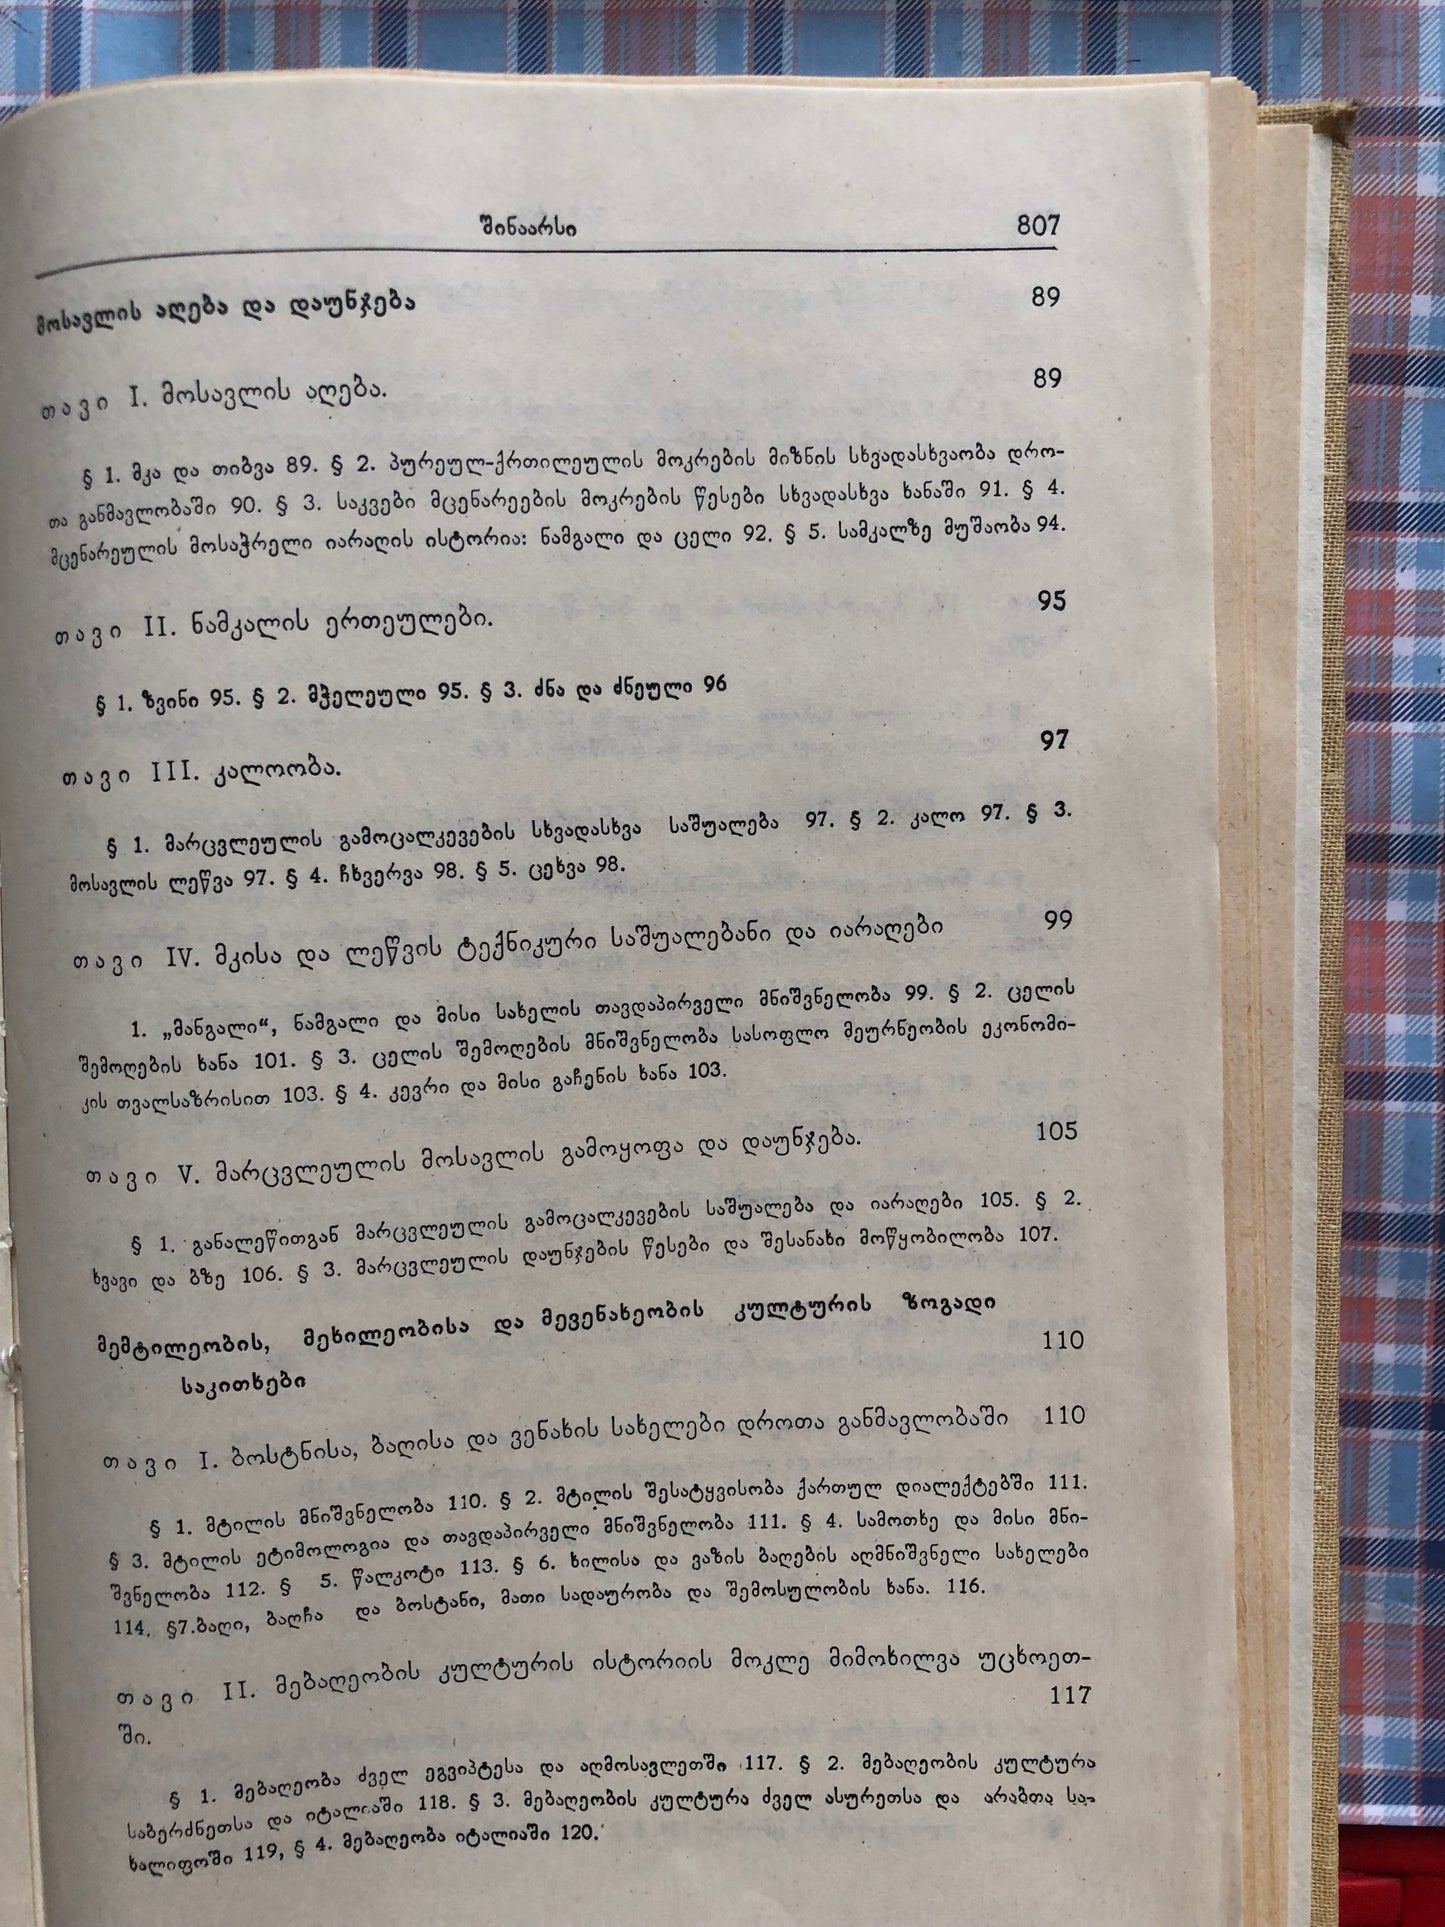 შინაარსი 807
მოსავლის აღება და დაუნჯება 89
თავი I. მოსავლის აღება. 89
§ 1. მკა და თიბვა 89. § 2. პურეულ-ქრთილეულის მოკრების მიზნის სხვადასხვაობა დრო-
თა განმავლობაში 90. § 3. საკვები მცენარეების მოკრების წესები სხვადასხვა ხანაში 91. § 4.
მცენარეულის მოსაჭრელი იარაღის ისტორია: ნამგალი და ცელი 92. § 5. სამკალზე მუშაობა 94.
თავი II. ნამკალის ერთეულები. 95
§ 1. ზვინი 95. § 2. მჭელეული 95. § 3. ძნა და ძნეული 96
თავი III. კალოობა. 97
§ 1. მარცვლეულის გამოცალკევების სხვადასხვა საშუალება 97. § 2. კალო 97. § 3.
მოსავლის ლეწვა 97. § 4. ჩხვერვა 98. § 5. ცეხვა 98.
თავი IV. მკისა და ლეწვის ტექნიკური საშუალებანი და იარაღები 99
1. „მანგალი“, ნამგალი და მისი სახელის თავდაპირველი მნიშვნელობა 99. § 2. ცელის
შემოღების ხანა 101. § 3. ცელის შემოღების მნიშვნელობა სასოფლო მეურნეობის ეკონომი-
კის თვალსაზრისით 103. § 4. კევრი და მისი გაჩენის ხანა 103.
თავი V. მარცვლეულის მოსავლის გამოყოფა და დაუნჯება. 105
§ 1. განალეწითგან მარცვლეულის გამოცალკევების საშუალება და იარაღები 105. § 2.
ხვავი და ბზე 106. § 3. მარცვლეულის დაუნჯების წესები და შესანახი მოწყობილობა 107.
მემტილეობის, მეხილეობისა და მევენახეობის კულტურის ზოგადი
საკითხები 110
თავი I. ბოსტნისა, ბაღისა და ვენახის სახელები დროთა განმავლობაში 110
§ 1. მტილის მნიშვნელობა 110. § 2. მტილის შესატყვისობა ქართულ დიალექტებში 111.
§ 3. მტილის ეტიმოლოგია და თავდაპირველი მნიშვნელობა 111. § 4. სამოთხე და მისი მნი-
შვნელობა 112. § 5. წალკოტი 113. § 6. ხილისა და ვაზის ბაღების აღმნიშვნელი სახელები
114. §7.ბაღი, ბაღჩა და ბოსტანი, მათი სადაურობა და შემოსულობის ხანა. 116.
თავი II. მებაღეობის კულტურის ისტორიის მოკლე მიმოხილვა უცხოეთ-
ში. 117
§ 1. მებაღეობა ძველ ეგვიპტესა და აღმოსავლეთში 117. § 2. მებაღეობის კულტურა
საბერძნეთსა და იტალიაში 118. § 3. მებაღეობის კულტურა ძველ ასურეთსა და არაბთა სა-
ხალიფოში 119, § 4. მებაღეობა იტალიაში 120.